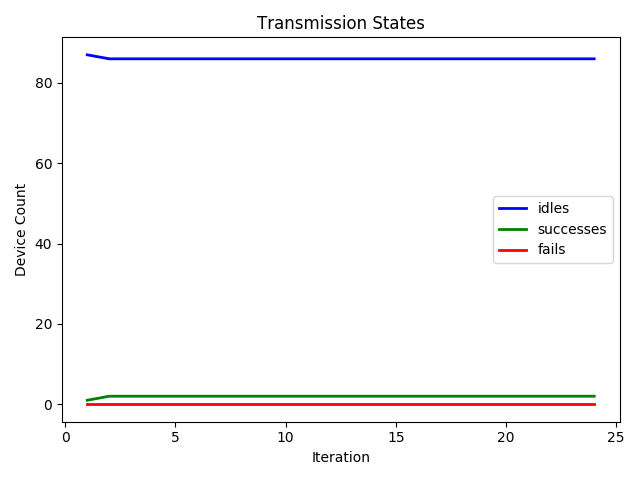 Transmission States
Device Count
80
60
40
20
0
idles
successes
fails
0 5 10 15 20 25
Iteration